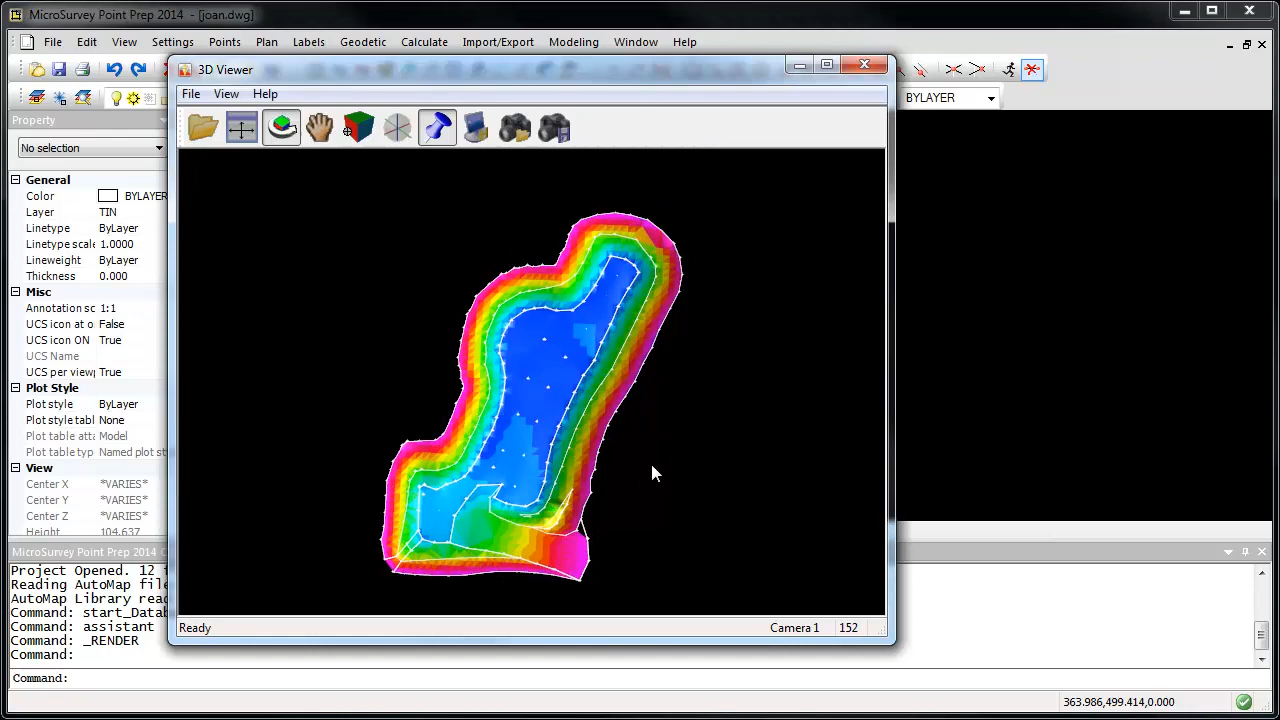 MicroSurvey Point Prep 2014 - [joan.dwg]
File Edit View Settings Points Plan Labels Geodetic Calculate Import/Export Modeling Window Help
3D Viewer
File View Help
BYLAYER
Property
No selection
General
Color BYLAYER
Layer TIN
Linetype ByLayer
Linetype scale 1.0000
Lineweight ByLayer
Thickness 0.000
Misc
Annotation sc 1:1
UCS icon at o False
UCS icon ON True
UCS Name
UCS per viewp True
Plot Style
Plot style ByLayer
Plot style table None
Plot table atta Model
Plot table type Named plot st
View
Center X *VARIES*
Center Y *VARIES*
Center Z *VARIES*
Height 104.637
Ready Camera 1 152
MicroSurvey Point Prep 2014
Project Opened. 12
Reading AutoMap file
AutoMap Library read
Command: start_Datab
Command: assistant
Command: _RENDER
Command:
Command:
363.986,499.414,0.000